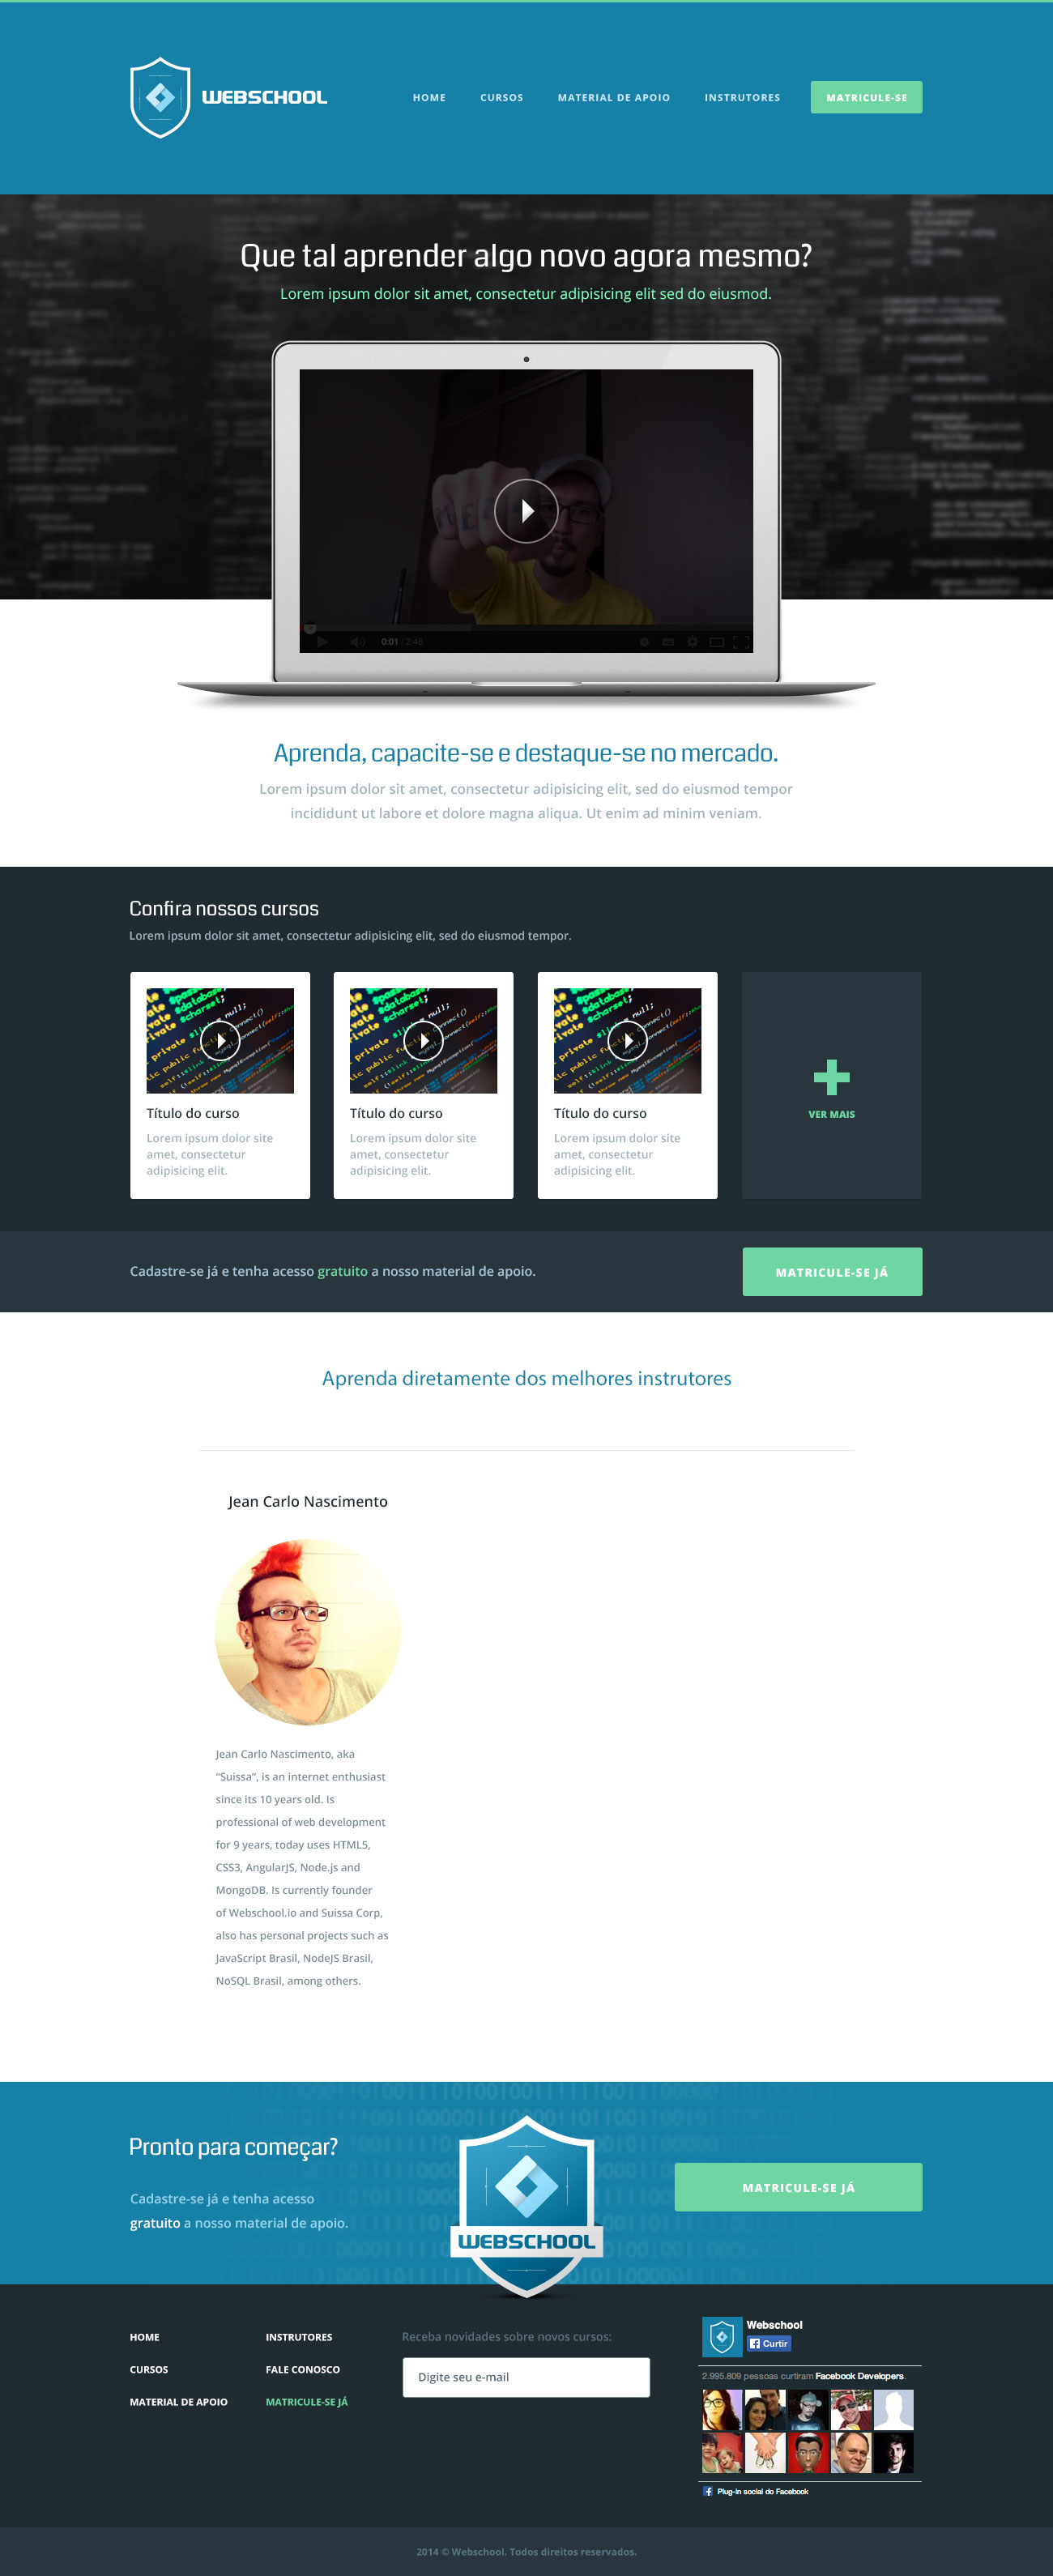 WEBSCHOOL
HOME
CURSOS
MATERIAL DE APOIO
INSTRUTORES
MATRICULE-SE
Que tal aprender algo novo agora mesmo?
Lorem ipsum dolor sit amet, consectetur adipisicing elit sed do eiusmod.
0:01 / 2:46
Aprenda, capacite-se e destaque-se no mercado.
Lorem ipsum dolor sit amet, consectetur adipisicing elit, sed do eiusmod tempor
incididunt ut labore et dolore magna aliqua. Ut enim ad minim veniam.
Confira nossos cursos
Lorem ipsum dolor sit amet, consectetur adipisicing elit, sed do eiusmod tempor.
Título do curso
Lorem ipsum dolor site
amet, consectetur
adipisicing elit.
Título do curso
Lorem ipsum dolor site
amet, consectetur
adipisicing elit.
Título do curso
Lorem ipsum dolor site
amet, consectetur
adipisicing elit.
VER MAIS
Cadastre-se já e tenha acesso gratuito a nosso material de apoio.
MATRICULE-SE JÁ
Aprenda diretamente dos melhores instrutores
Jean Carlo Nascimento
Jean Carlo Nascimento, aka
“Suissa”, is an internet enthusiast
since its 10 years old. Is
professional of web development
for 9 years, today uses HTML5,
CSS3, AngularJS, Node.js and
MongoDB. Is currently founder
of Webschool.io and Suissa Corp,
also has personal projects such as
JavaScript Brasil, NodeJS Brasil,
NoSQL Brasil, among others.
Pronto para começar?
Cadastre-se já e tenha acesso
gratuito a nosso material de apoio.
WEBSCHOOL
MATRICULE-SE JÁ
HOME
CURSOS
MATERIAL DE APOIO
INSTRUTORES
FALE CONOSCO
MATRICULE-SE JÁ
Receba novidades sobre novos cursos:
Digite seu e-mail
Webschool
Curtir
2.995.809 pessoas curtiram Facebook Developers.
Plug-in social do Facebook
2014 © Webschool. Todos direitos reservados.